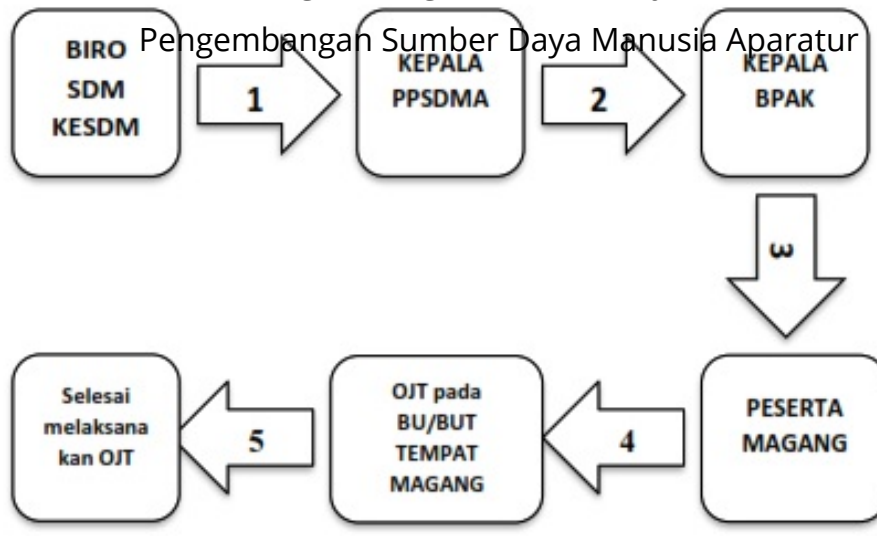 Pengembangan Sumber Daya Manusia Aparatur
BIRO
SDM
KESDM
1
KEPALA
PPSDMA
2
KEPALA
BPAK
3
PESERTA
MAGANG
4
OJT pada
BU/BUT
TEMPAT
MAGANG
5
Selesai
melaksana
kan OJT